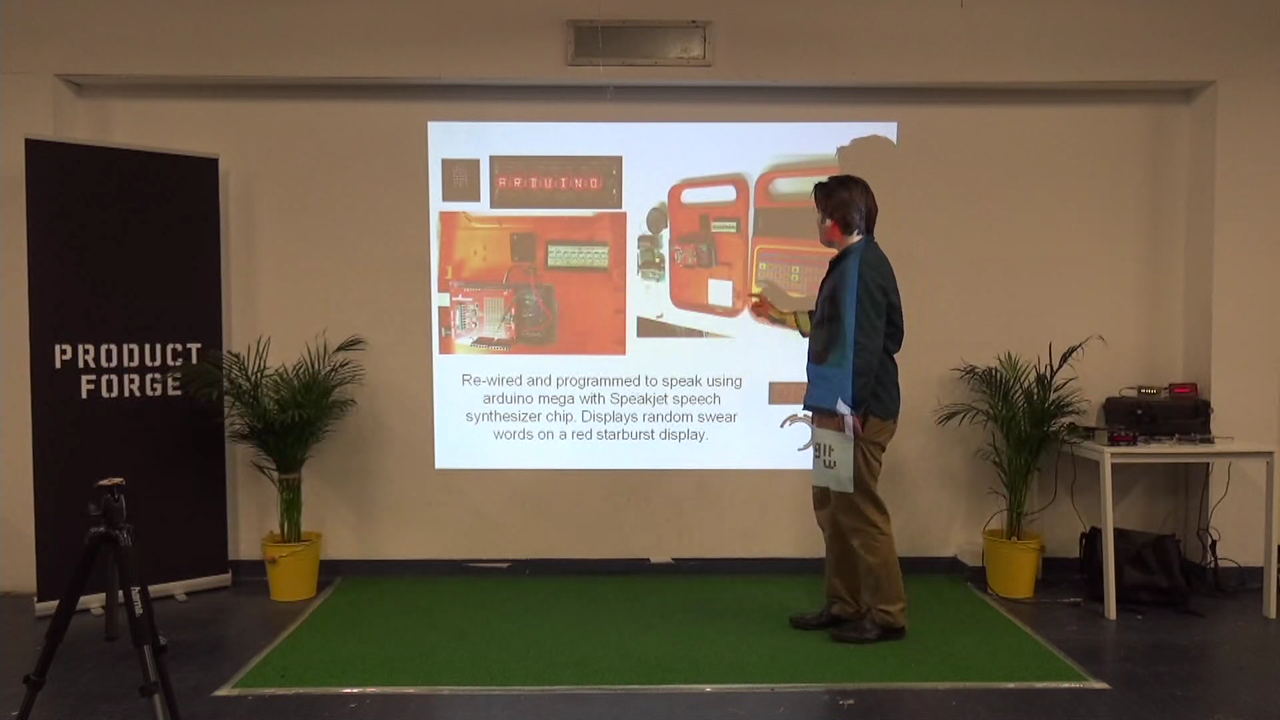 ARDUINO
Re-wired and programmed to speak using
arduino mega with Speakjet speech
synthesizer chip. Displays random swear
words on a red starburst display.
PRODUCT
FORGE
hama.